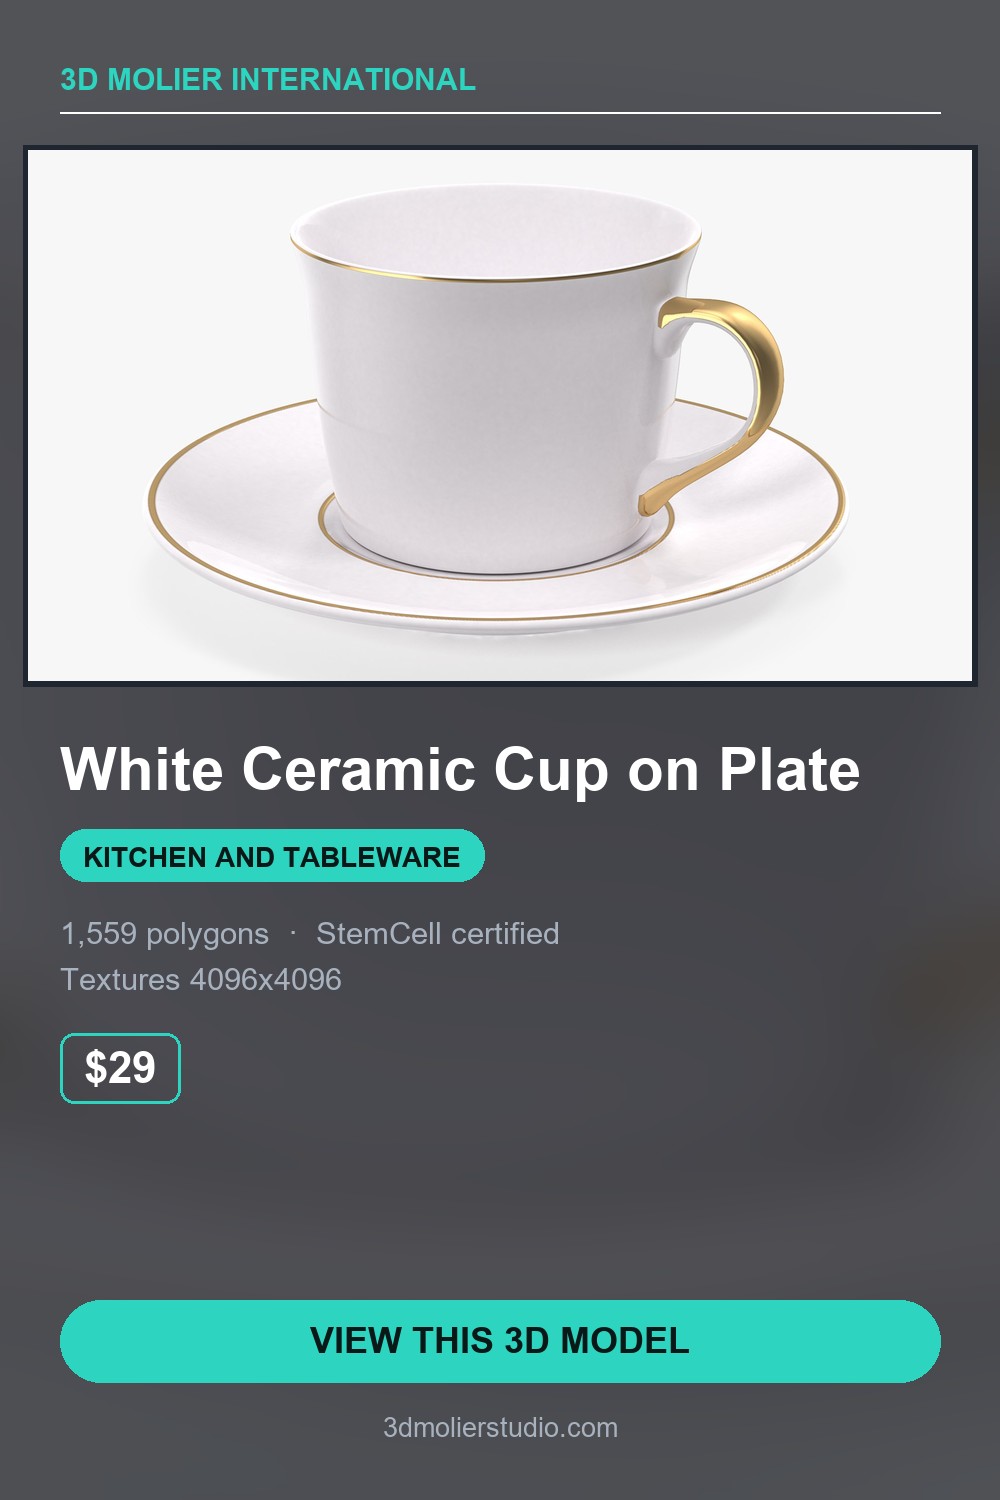 3D MOLIER INTERNATIONAL
White Ceramic Cup on Plate
KITCHEN AND TABLEWARE
1,559 polygons · StemCell certified
Textures 4096x4096
$29
VIEW THIS 3D MODEL
3dmolierstudio.com